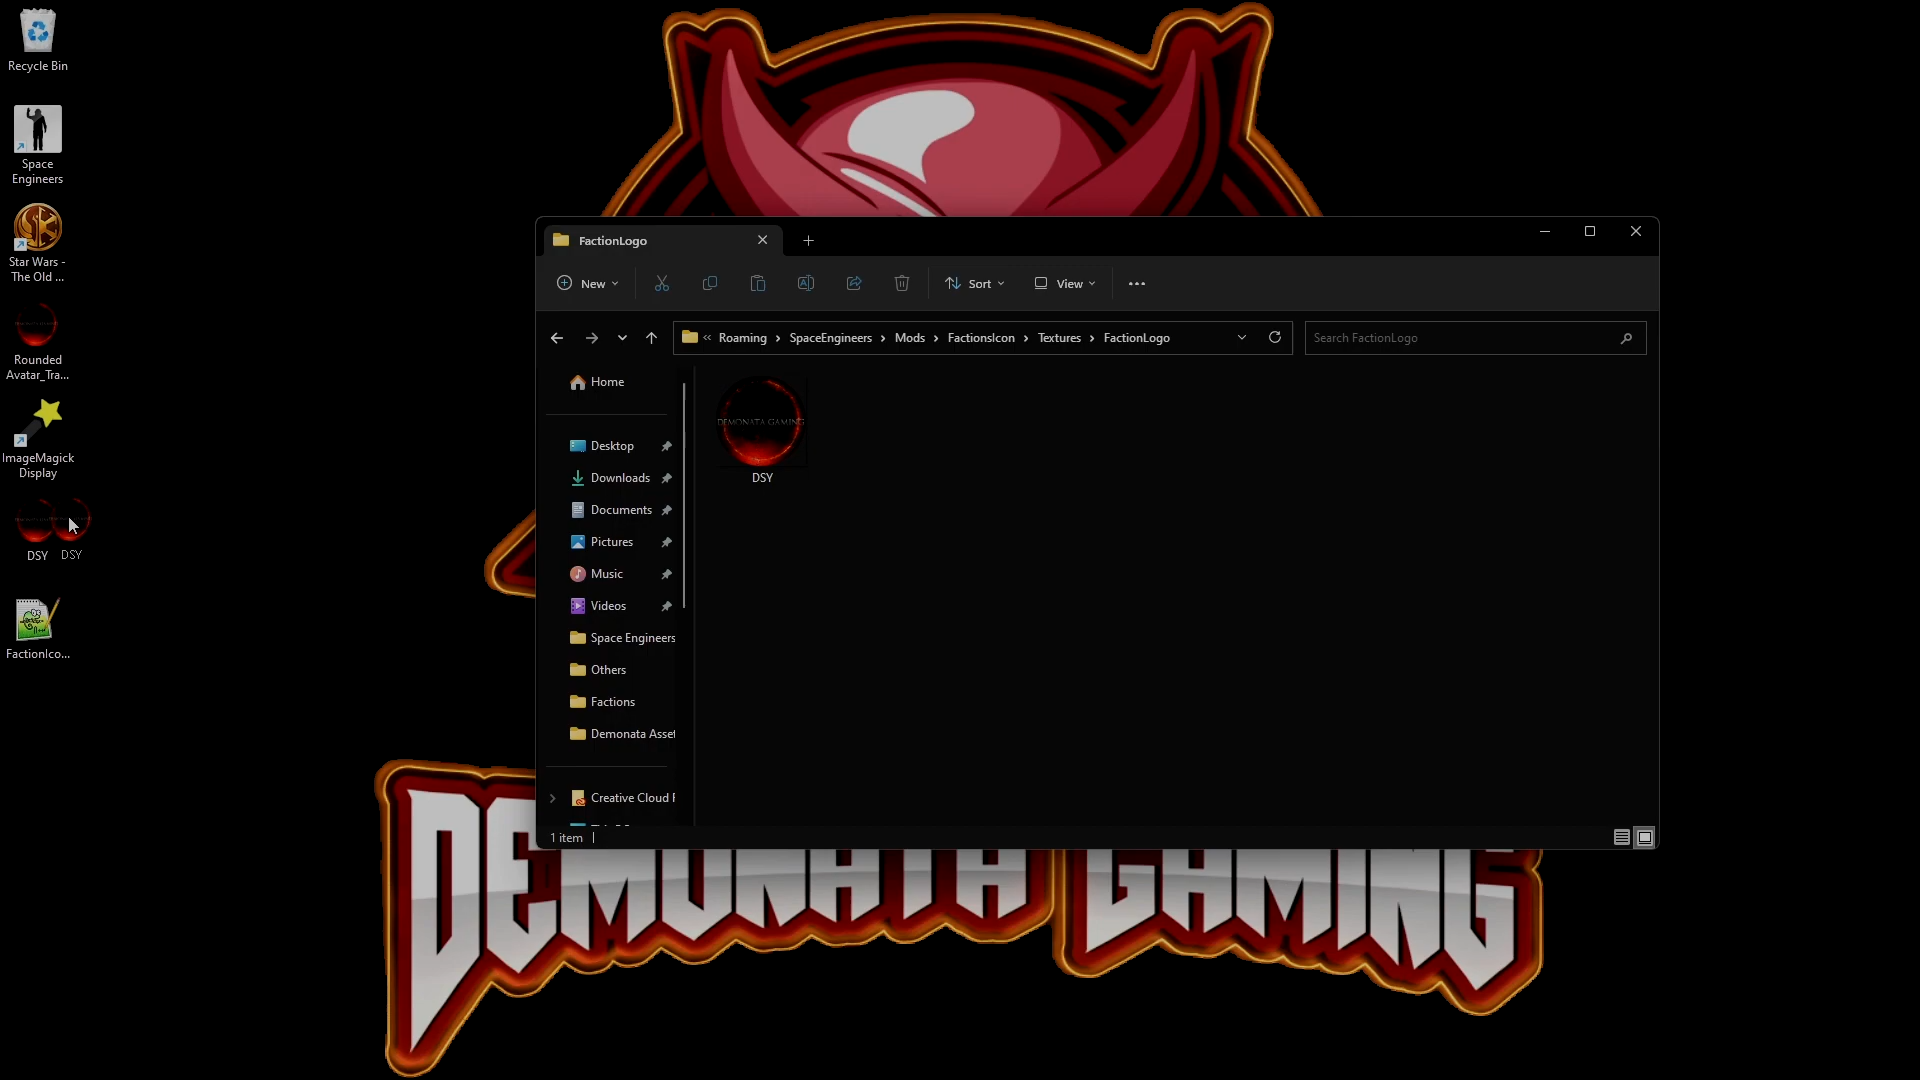 Recycle Bin
Space
Engineers
Star Wars -
The Old ...
Rounded
Avatar_Tra...
ImageMagick
Display
DSY
DSY
FactionIco...
FactionLogo
New
Sort
View
Roaming
SpaceEngineers
Mods
FactionsIcon
Textures
FactionLogo
Search FactionLogo
Home
Desktop
Downloads
Documents
Pictures
Music
Videos
Space Engineers
Others
Factions
Demonata Asset
Creative Cloud F
DEMONATA GAMING
DSY
1 item
DEMONATA GAMING